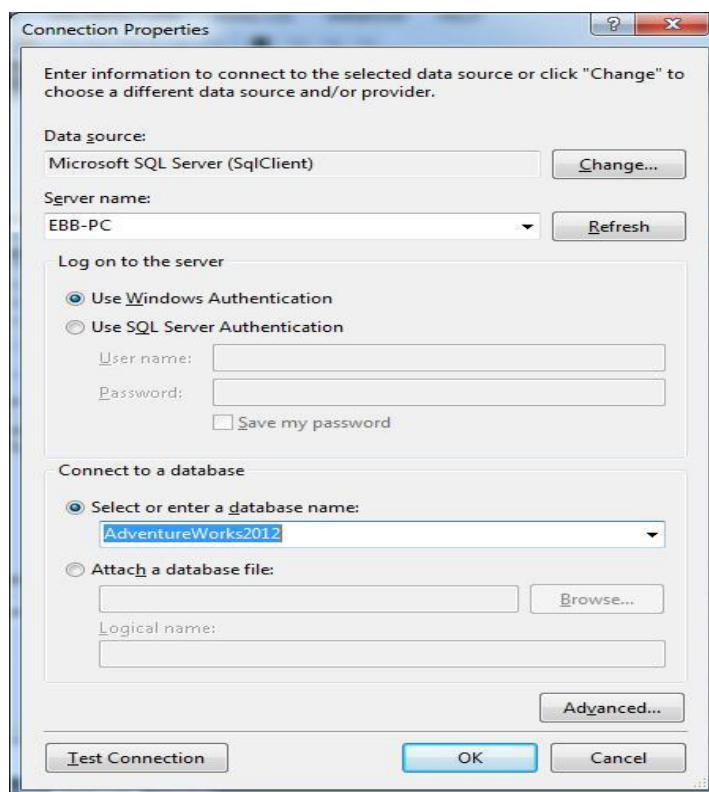 Connection Properties
Enter information to connect to the selected data source or click "Change" to
choose a different data source and/or provider.
Data source:
Microsoft SQL Server (SqlClient)
Change...
Server name:
EBB-PC
Refresh
Log on to the server
Use Windows Authentication
Use SQL Server Authentication
User name:
Password:
Save my password
Connect to a database
Select or enter a database name:
AdventureWorks2012
Attach a database file:
Browse...
Logical name:
Advanced...
Test Connection
OK
Cancel